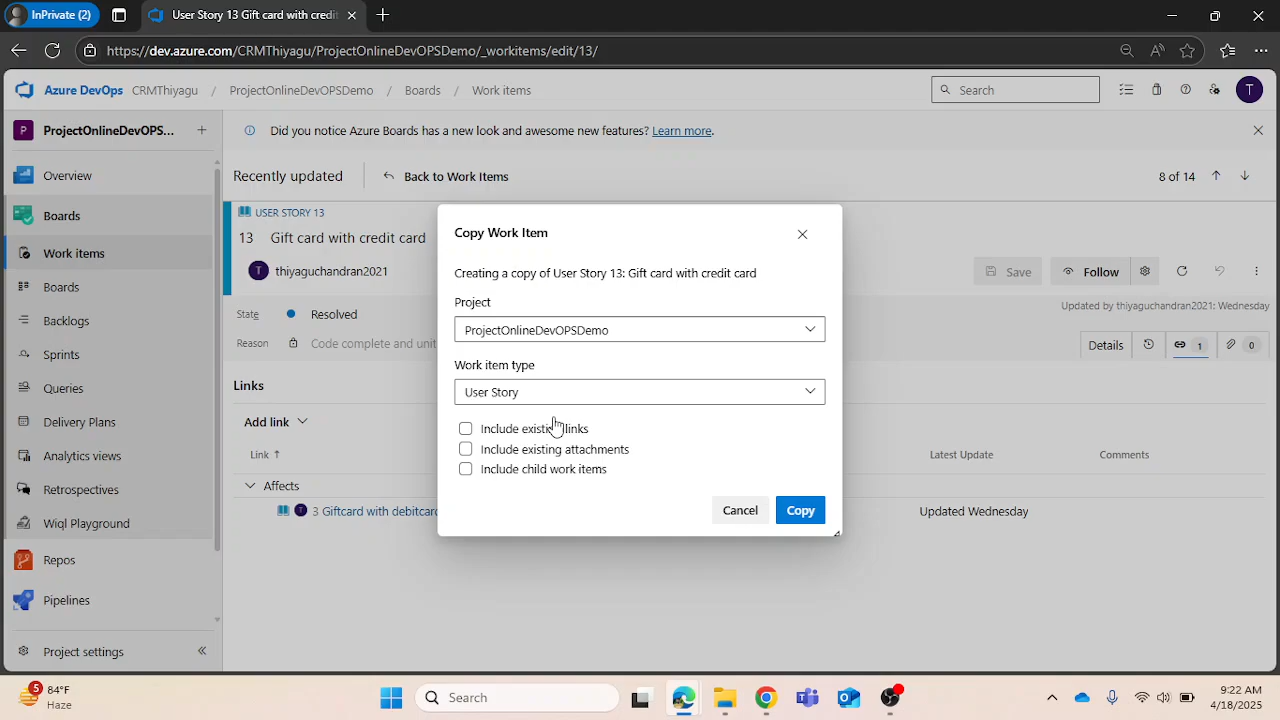 InPrivate (2)
User Story 13 Gift card with credit
https://dev.azure.com/CRMThiyagu/ProjectOnlineDevOPSDemo/_workitems/edit/13/
Azure DevOps CRMThiyagu / ProjectOnlineDevOPSDemo / Boards / Work items
Search
T
P ProjectOnlineDevOPS...
Did you notice Azure Boards has a new look and awesome new features? Learn more.
Overview
Boards
Work items
Boards
Backlogs
Sprints
Queries
Delivery Plans
Analytics views
Retrospectives
Wiql Playground
Repos
Pipelines
Project settings
Recently updated
Back to Work Items
8 of 14
USER STORY 13
13 Gift card with credit card
T thiyaguchandran2021
Save
Follow
State Resolved
Updated by thiyaguchandran2021: Wednesday
Reason Code complete and unit
Details
1
0
Links
Add link
Link
Latest Update
Comments
Affects
T 3 Giftcard with debitcard
Updated Wednesday
Copy Work Item
Creating a copy of User Story 13: Gift card with credit card
Project
ProjectOnlineDevOPSDemo
Work item type
User Story
Include existing links
Include existing attachments
Include child work items
Cancel
Copy
5
84°F
Haze
Search
9:22 AM
4/18/2025